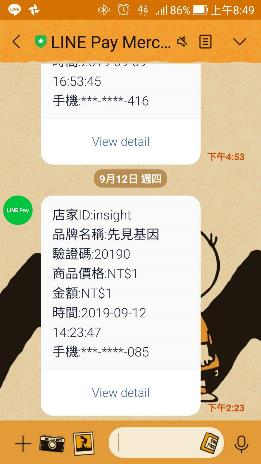 LINE
4G
86%
上午8:49
LINE Pay Merc...
16:53:45
手機:***-****-416
View detail
下午4:53
9月12日 週四
LINE Pay
店家ID:insight
品牌名稱:先見基因
驗證碼:20190
商品價格:NT$1
金額:NT$1
時間:2019-09-12
14:23:47
手機:***-****-085
View detail
下午2:23